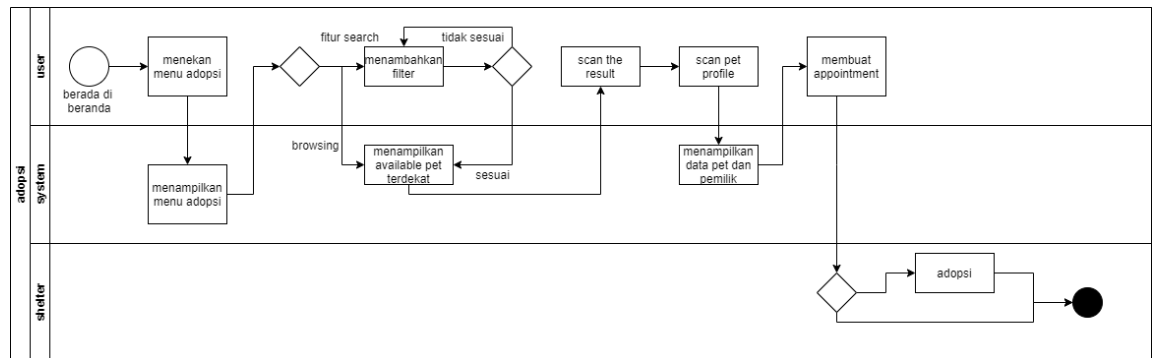 adopsi
user
berada di
beranda
menekan
menu adopsi
fitur search
menambahkan
filter
tidak sesuai
scan the
result
scan pet
profile
membuat
appointment
system
menampilkan
menu adopsi
browsing
menampilkan
available pet
terdekat
sesuai
menampilkan
data pet dan
pemilik
shelter
adopsi